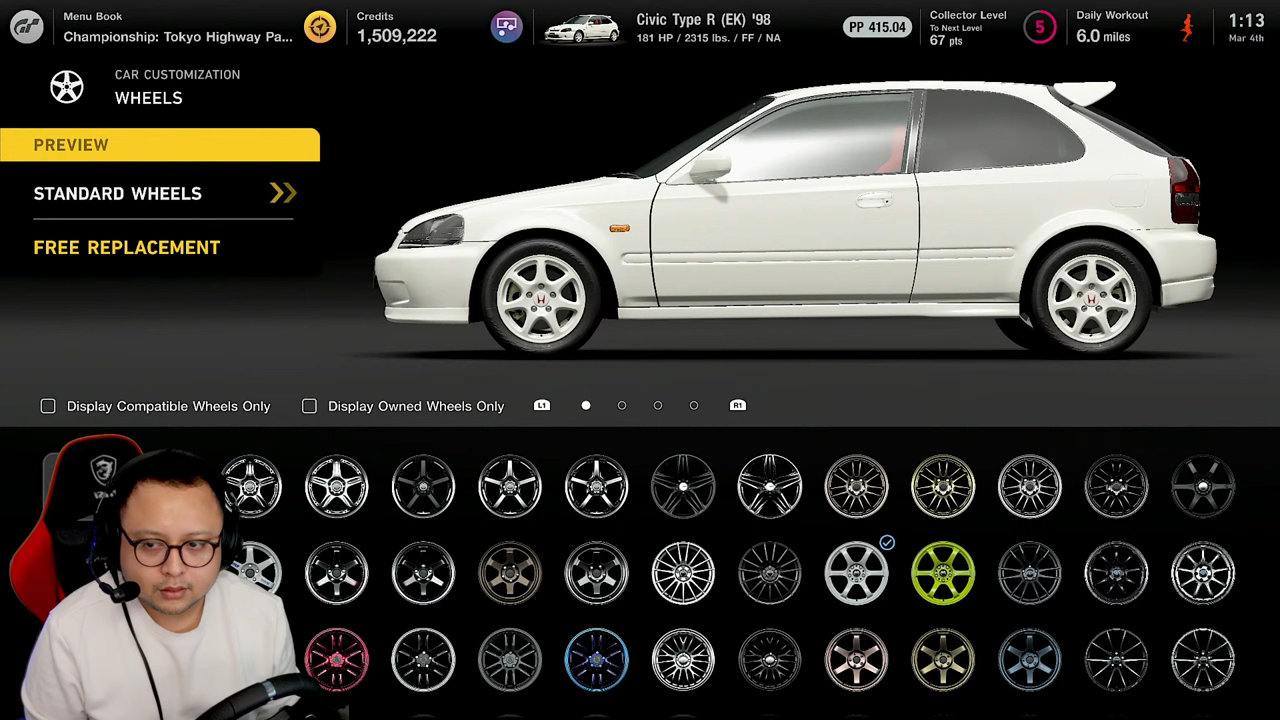 Menu Book
Championship: Tokyo Highway Pa...
Credits
1,509,222
Civic Type R (EK) '98
181 HP / 2315 lbs. / FF / NA
PP 415.04
Collector Level
To Next Level
67 pts
5
Daily Workout
6.0 miles
1:13
Mar 4th
CAR CUSTOMIZATION
WHEELS
PREVIEW
STANDARD WHEELS
FREE REPLACEMENT
Display Compatible Wheels Only
Display Owned Wheels Only
L1
R1